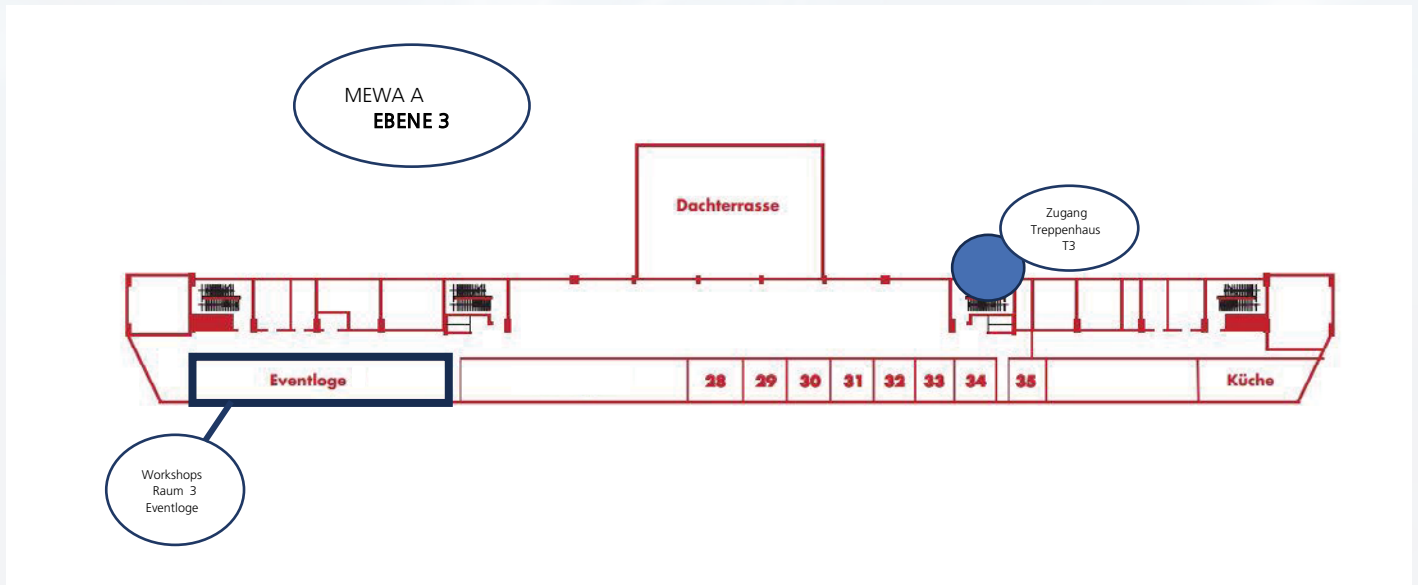 MEWA A
EBENE 3
Dachterrasse
Zugang
Treppenhaus
T3
Eventloge
28 29 30 31 32 33 34 35
Küche
Workshops
Raum 3
Eventloge